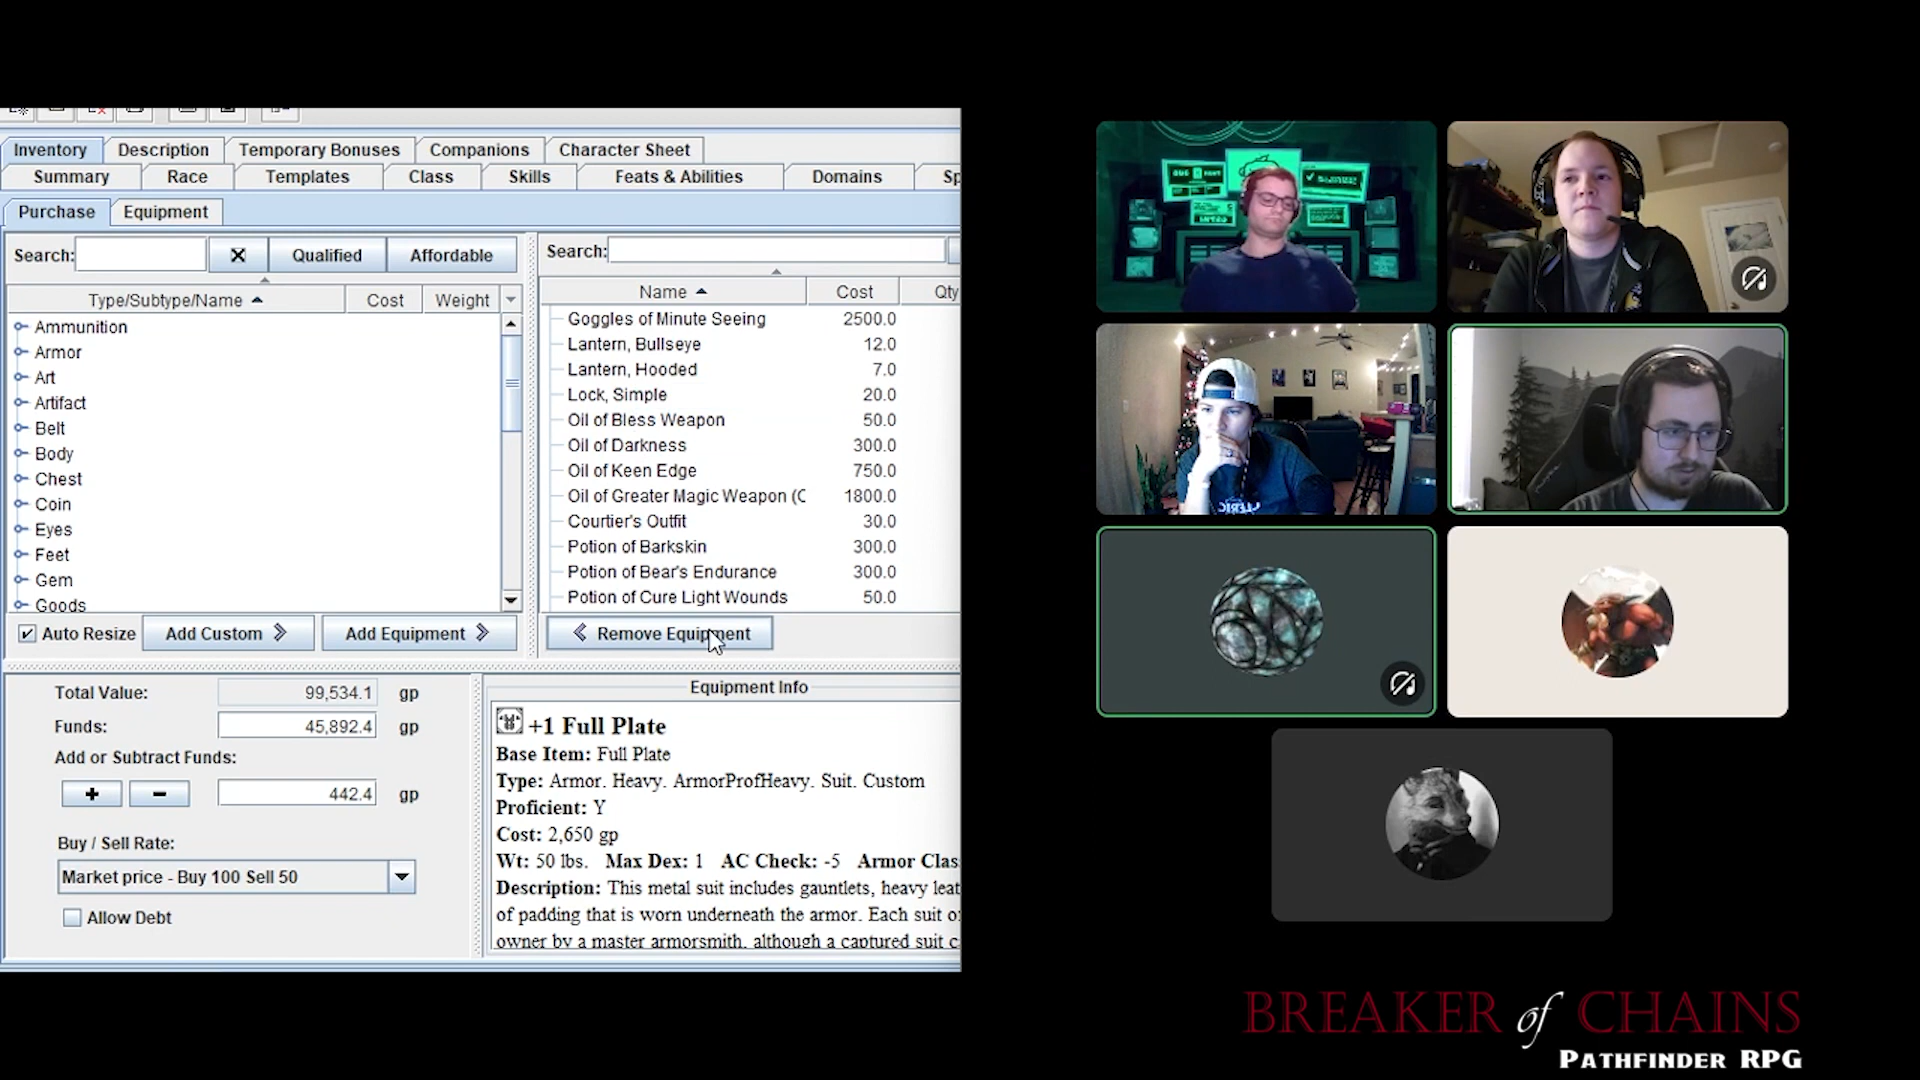 Inventory Description Temporary Bonuses Companions Character Sheet
Summary Race Templates Class Skills Feats & Abilities Domains Sp
Purchase Equipment
Search: Qualified Affordable
Type/Subtype/Name Cost Weight
Ammunition
Armor
Art
Artifact
Belt
Body
Chest
Coin
Eyes
Feet
Gem
Goods
Auto Resize Add Custom Add Equipment
Search:
Name Cost Qty
Goggles of Minute Seeing 2500.0
Lantern, Bullseye 12.0
Lantern, Hooded 7.0
Lock, Simple 20.0
Oil of Bless Weapon 50.0
Oil of Darkness 300.0
Oil of Keen Edge 750.0
Oil of Greater Magic Weapon (C 1800.0
Courtier's Outfit 30.0
Potion of Barkskin 300.0
Potion of Bear's Endurance 300.0
Potion of Cure Light Wounds 50.0
Remove Equipment
Total Value: 99,534.1 gp
Funds: 45,892.4 gp
Add or Subtract Funds:
+ − 442.4 gp
Buy / Sell Rate:
Market price - Buy 100 Sell 50
Allow Debt
Equipment Info
+1 Full Plate
Base Item: Full Plate
Type: Armor. Heavy. ArmorProfHeavy. Suit. Custom
Proficient: Y
Cost: 2,650 gp
Wt: 50 lbs. Max Dex: 1 AC Check: -5 Armor Clas
Description: This metal suit includes gauntlets, heavy leat
of padding that is worn underneath the armor. Each suit o
owner by a master armorsmith, although a captured suit c
BREAKER of CHAINS
PATHFINDER RPG